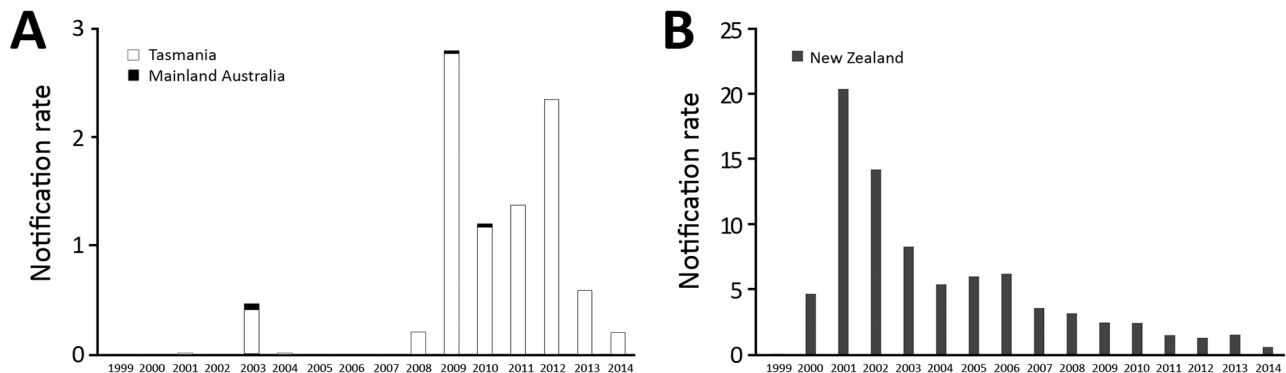 A
Tasmania
Mainland Australia
Notification rate
3
2
1
0
1999 2000 2001 2002 2003 2004 2005 2006 2007 2008 2009 2010 2011 2012 2013 2014
B
New Zealand
Notification rate
25
20
15
10
5
0
1999 2000 2001 2002 2003 2004 2005 2006 2007 2008 2009 2010 2011 2012 2013 2014